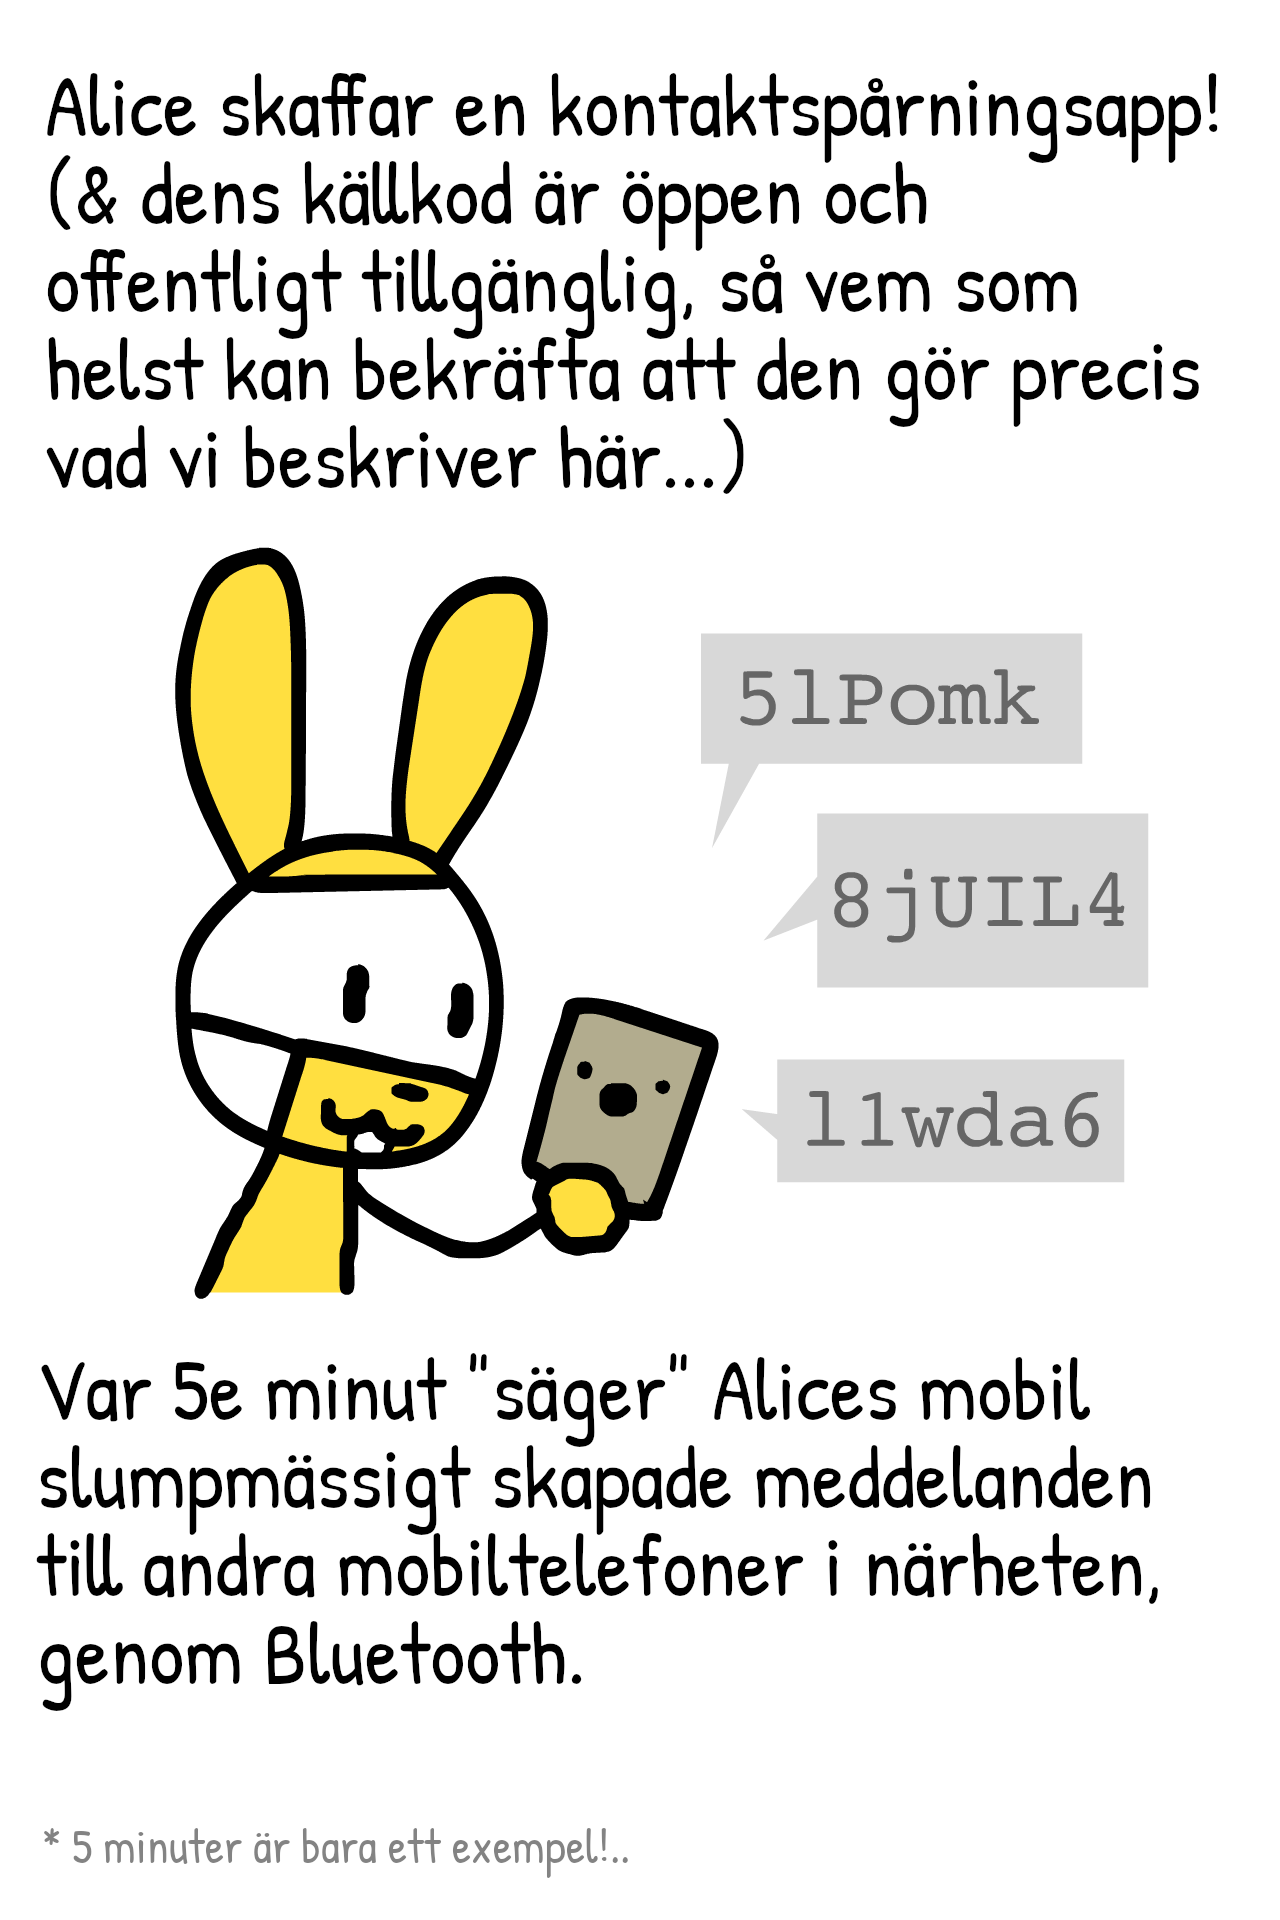 Alice skaffar en kontaktspårningsapp!
(& dens källkod är öppen och
offentligt tillgänglig, så vem som
helst kan bekräfta att den gör precis
vad vi beskriver här...)
5lPomk
8jUIL4
l1wda6
Var 5e minut "säger" Alices mobil
slumpmässigt skapade meddelanden
till andra mobiltelefoner i närheten,
genom Bluetooth.
* 5 minuter är bara ett exempel!..